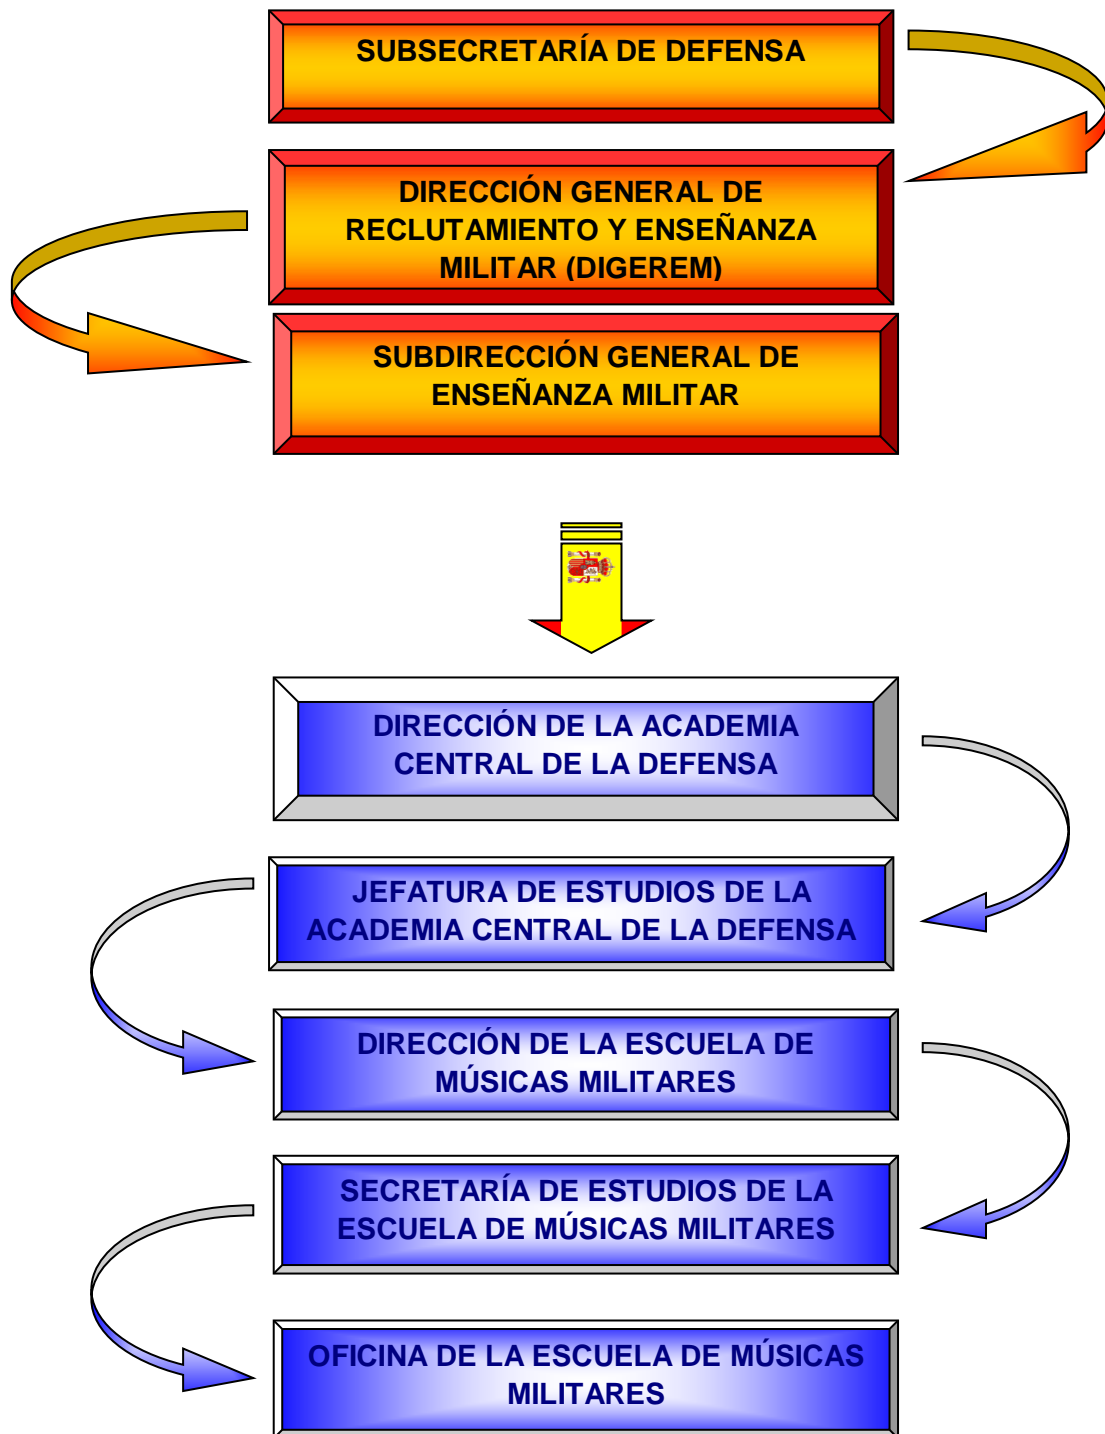 SUBSECRETARÍA DE DEFENSA
DIRECCIÓN GENERAL DE
RECLUTAMIENTO Y ENSEÑANZA
MILITAR (DIGEREM)
SUBDIRECCIÓN GENERAL DE
ENSEÑANZA MILITAR
DIRECCIÓN DE LA ACADEMIA
CENTRAL DE LA DEFENSA
JEFATURA DE ESTUDIOS DE LA
ACADEMIA CENTRAL DE LA DEFENSA
DIRECCIÓN DE LA ESCUELA DE
MÚSICAS MILITARES
SECRETARÍA DE ESTUDIOS DE LA
ESCUELA DE MÚSICAS MILITARES
OFICINA DE LA ESCUELA DE MÚSICAS
MILITARES